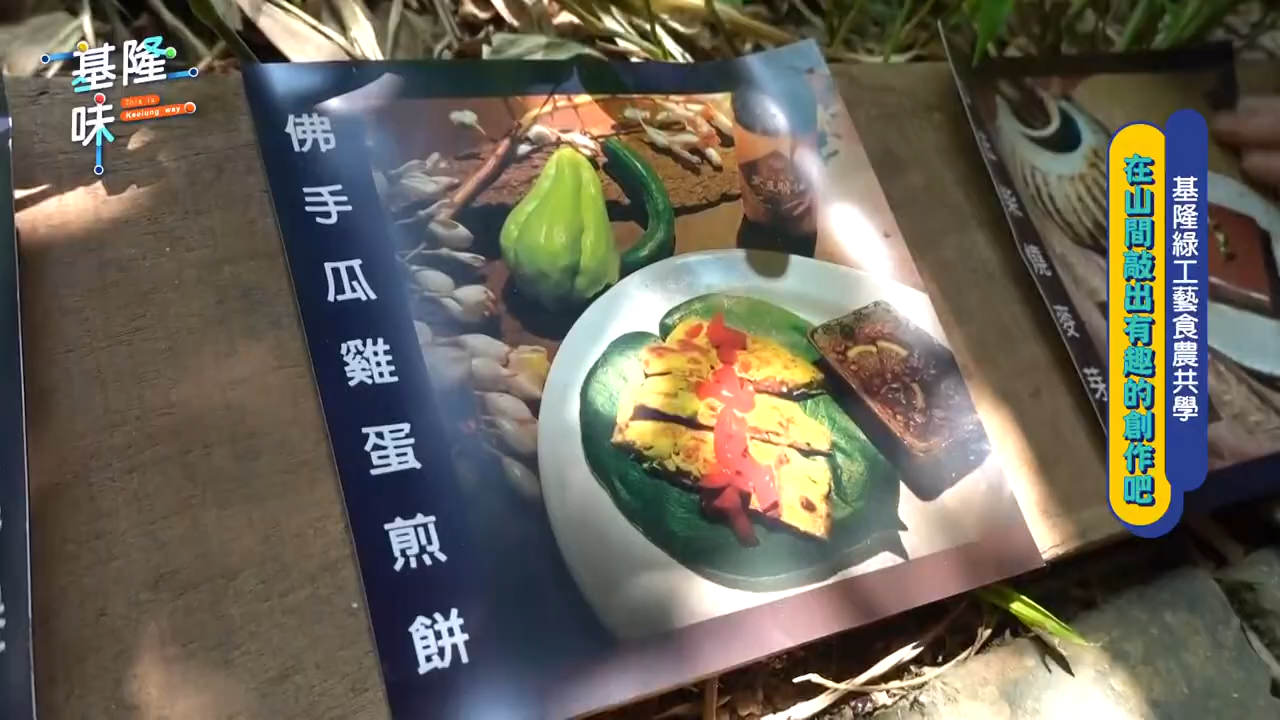 基隆
味
This is
Keelung way
佛手瓜雞蛋煎餅
基隆綠工藝食農共學
在山間敲出有趣的創作吧